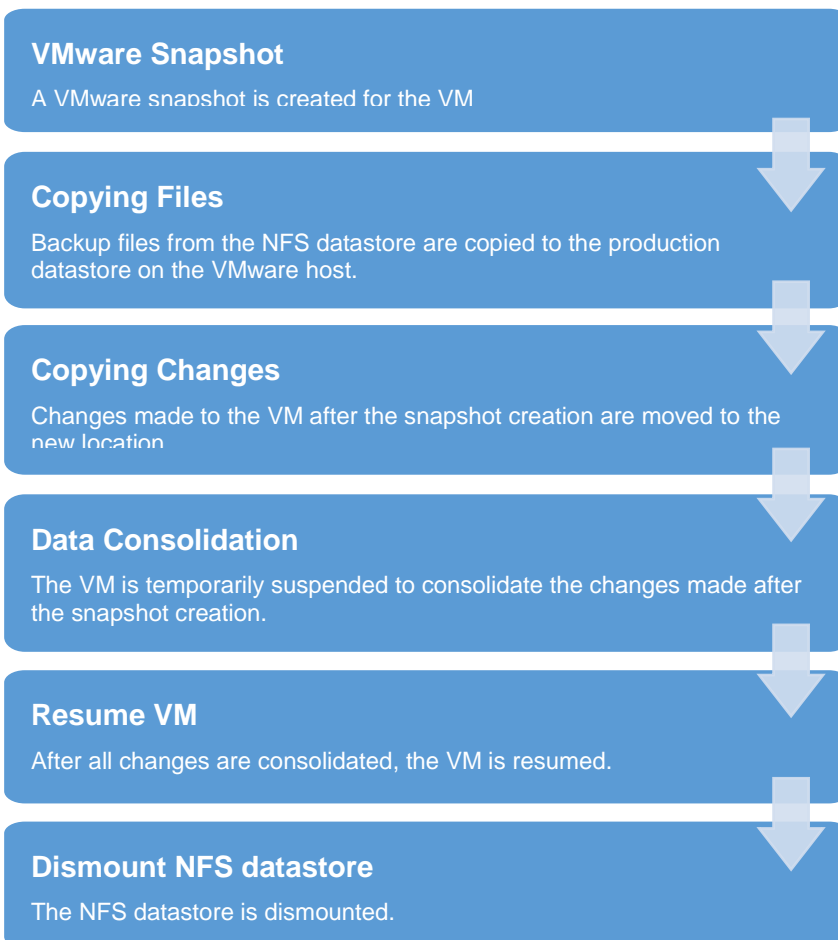 VMware Snapshot
A VMware snapshot is created for the VM
Copying Files
Backup files from the NFS datastore are copied to the production
datastore on the VMware host.
Copying Changes
Changes made to the VM after the snapshot creation are moved to the
new location
Data Consolidation
The VM is temporarily suspended to consolidate the changes made after
the snapshot creation.
Resume VM
After all changes are consolidated, the VM is resumed.
Dismount NFS datastore
The NFS datastore is dismounted.